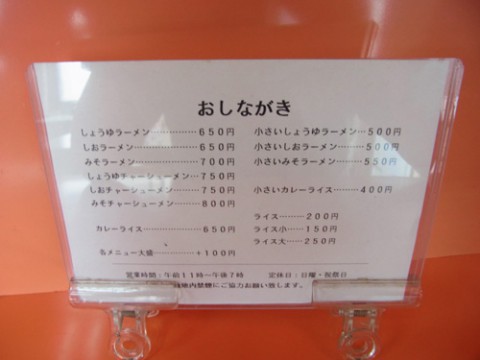 おしながき
しょうゆラーメン…………650円
しおラーメン………………650円
みそラーメン………………700円
しょうゆチャーシューメン…750円
しおチャーシューメン………750円
みそチャーシューメン………800円
カレーライス………………650円
各メニュー大盛……………+100円
小さいしょうゆラーメン…500円
小さいしおラーメン………500円
小さいみそラーメン………550円
小さいカレーライス………400円
ライス………200円
ライス小……150円
ライス大……250円
営業時間:午前11時~午後7時 定休日:日曜・祝祭日
内禁煙にご協力お願い致します。